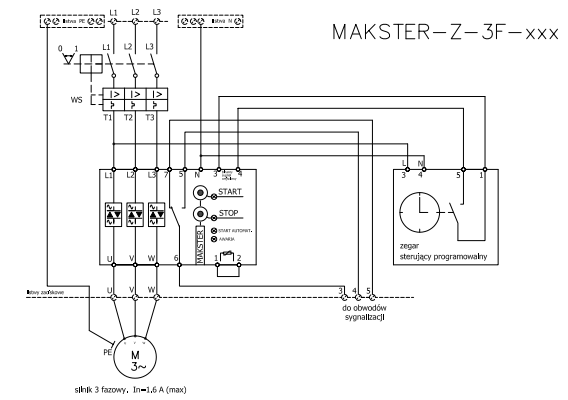 MAKSTER-Z-3F-xxx
listwa PE
L1 L2 L3
listwa N
0 1
L1 L2 L3
WS
I> I> I>
T1 T2 T3
L1 L2 L3 7 5 N 3 4
START
STOP
START AUTOMAT.
AWARIA
MAKSTER
U V W 6 1 2
L N
3 4 5 1
zegar
sterujący programowalny
listwy zaciskowe
U V W
3 4 5
do obwodów
sygnalizacji
PE
M
3~
silnik 3 fazowy, In=1,6 A (max)